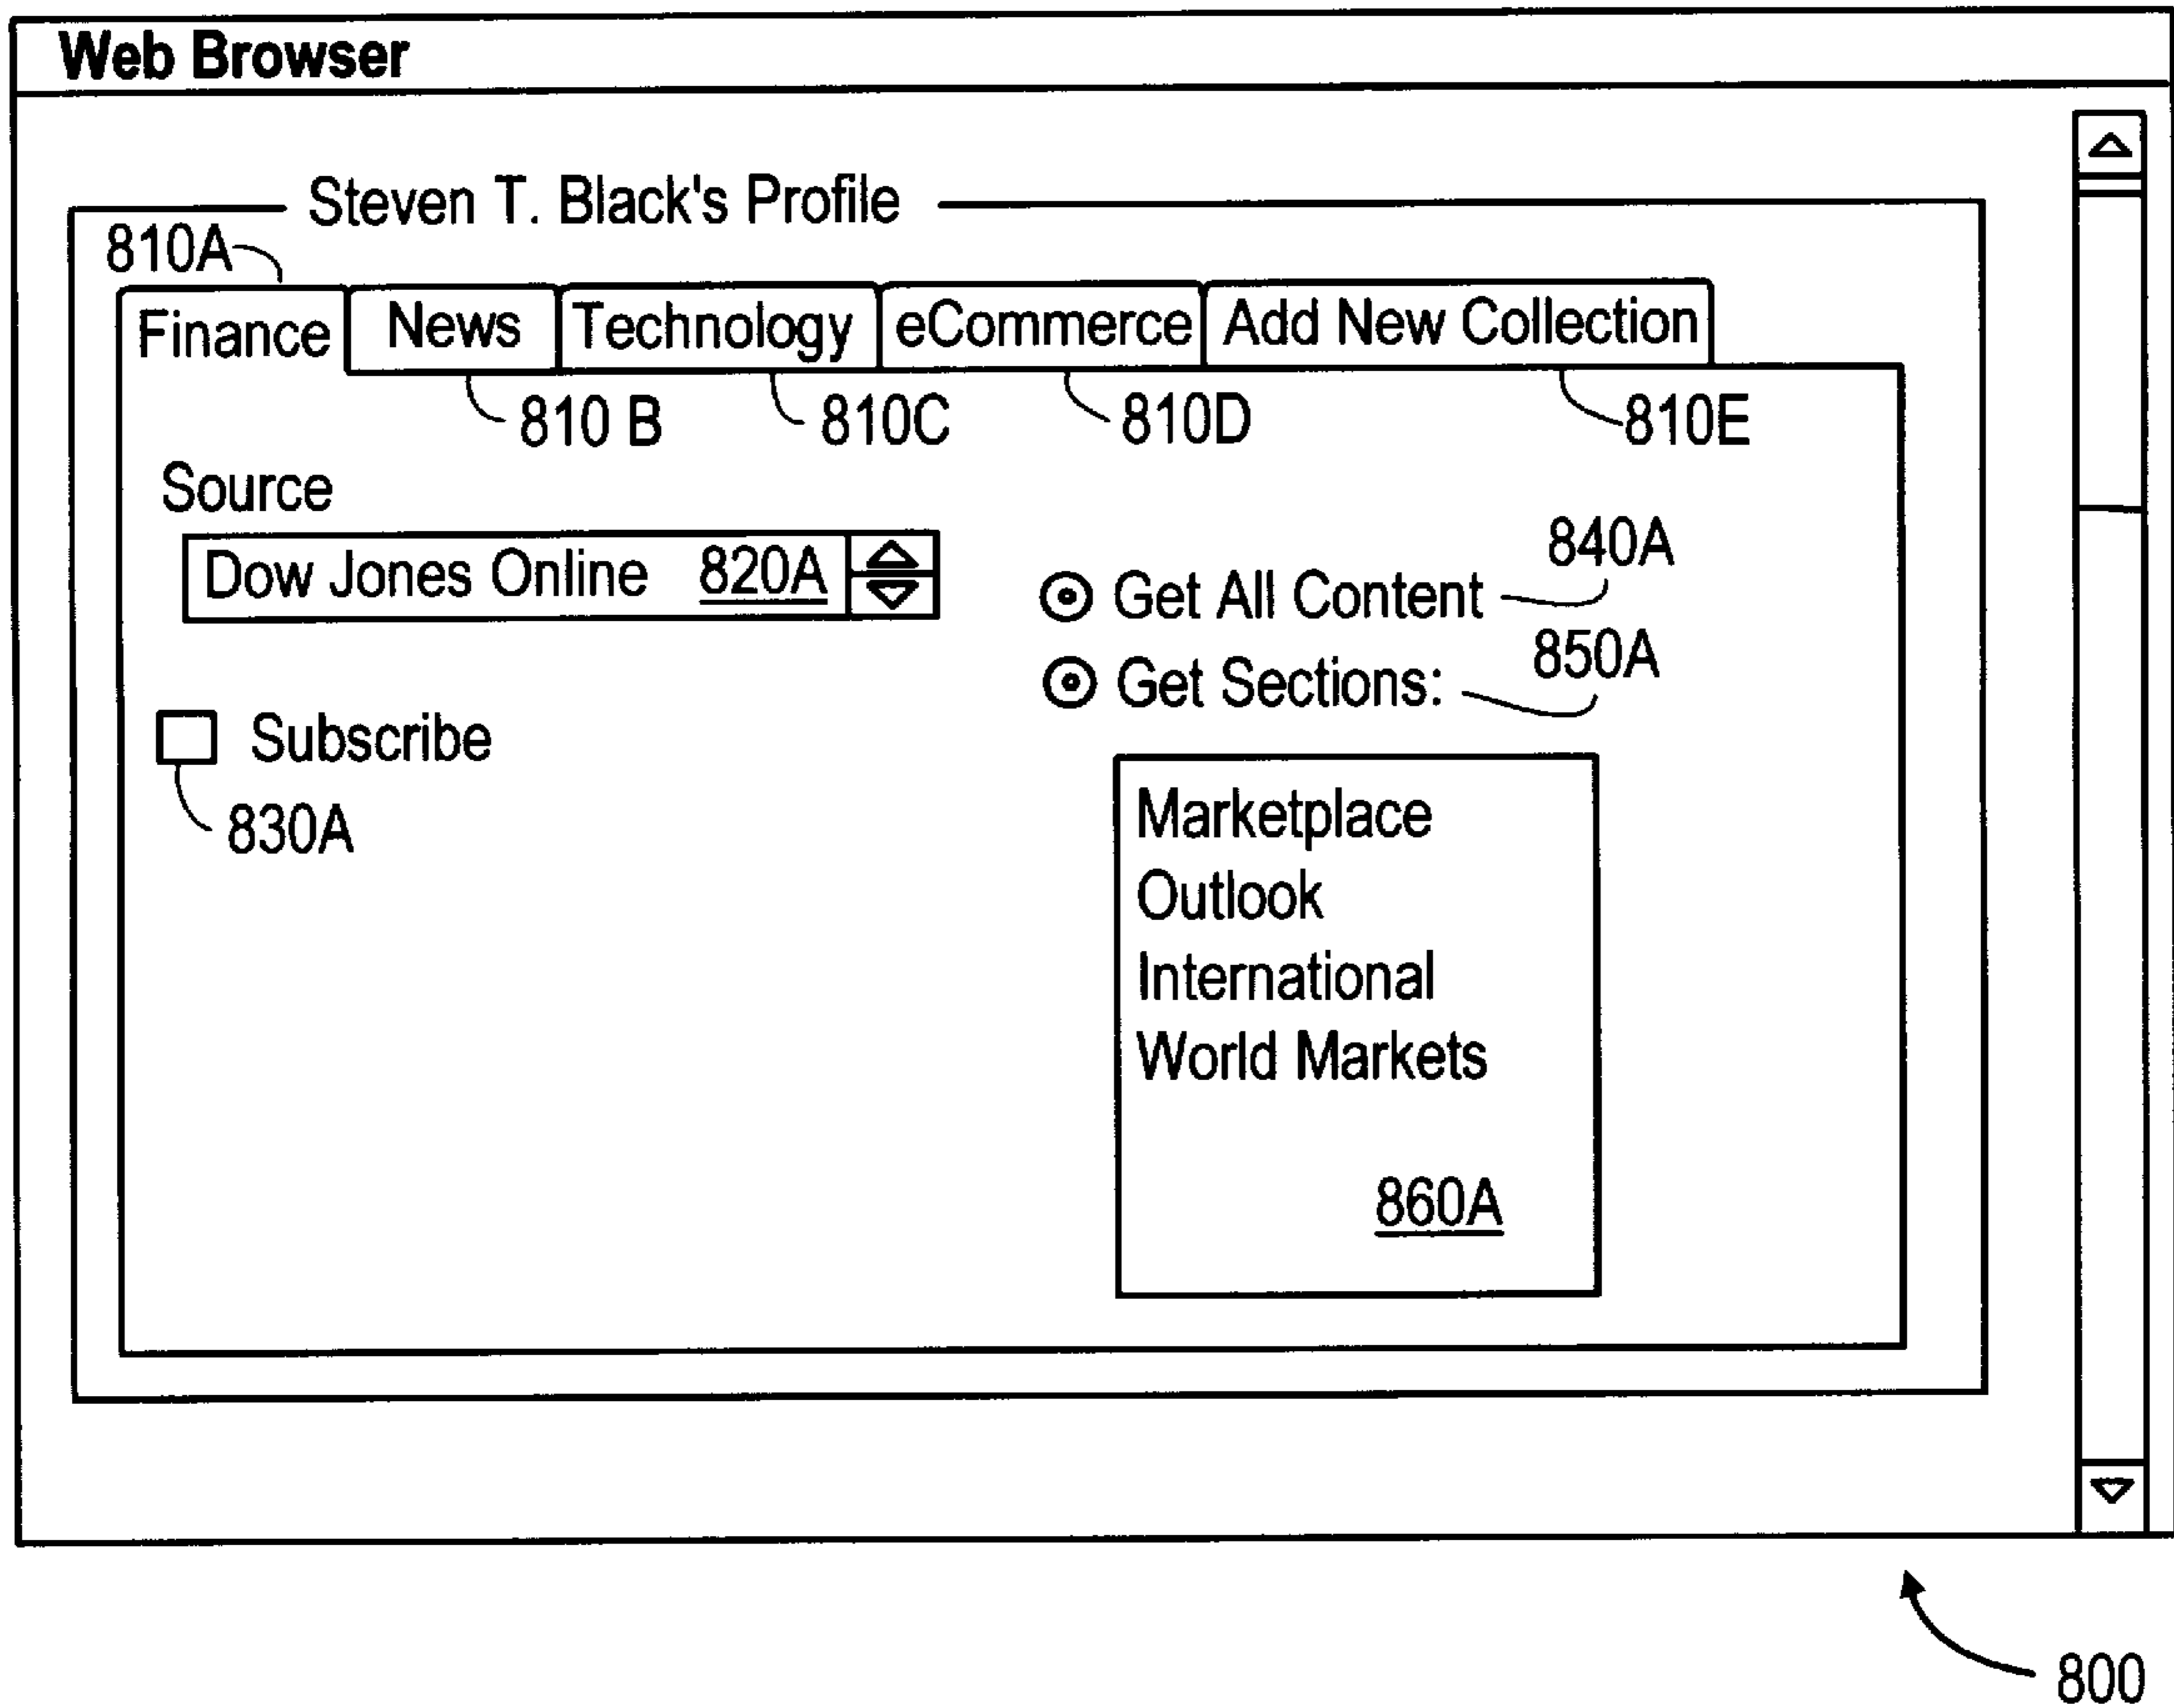 Web Browser
Steven T. Black's Profile
810A
Finance News Technology eCommerce Add New Collection
810 B 810C 810D 810E
Source
Dow Jones Online 820A
840A
Get All Content
850A
Get Sections:
Subscribe
830A
Marketplace
Outlook
International
World Markets
860A
800